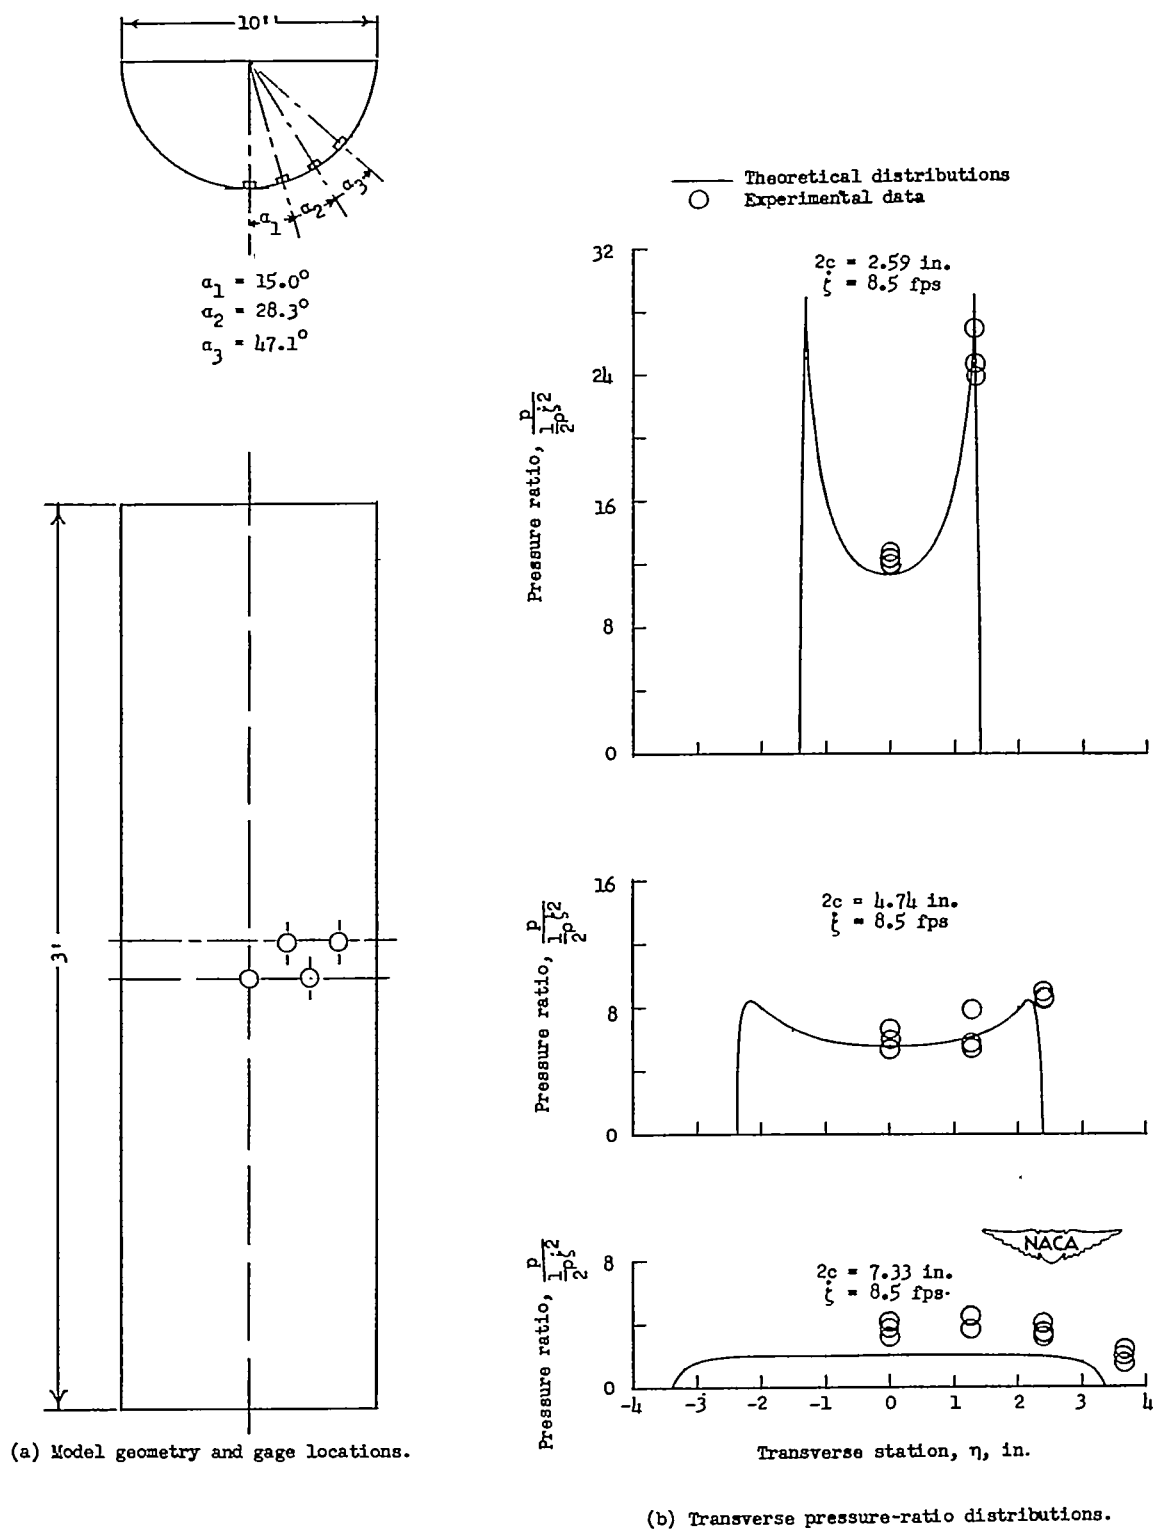 10''
α1
α2
α3
α1 = 15.0°
α2 = 28.3°
α3 = 47.1°
3'
(a) Model geometry and gage locations.
Theoretical distributions
Experimental data
32
24
16
8
0
2c = 2.59 in.
ζ̇ = 8.5 fps
Pressure ratio, p / ½ρζ̇²
16
8
0
2c = 4.74 in.
ζ̇ = 8.5 fps
Pressure ratio, p / ½ρζ̇²
NACA
8
0
2c = 7.33 in.
ζ̇ = 8.5 fps
Pressure ratio, p / ½ρζ̇²
-4 -3 -2 -1 0 1 2 3 4
Transverse station, η, in.
(b) Transverse pressure-ratio distributions.